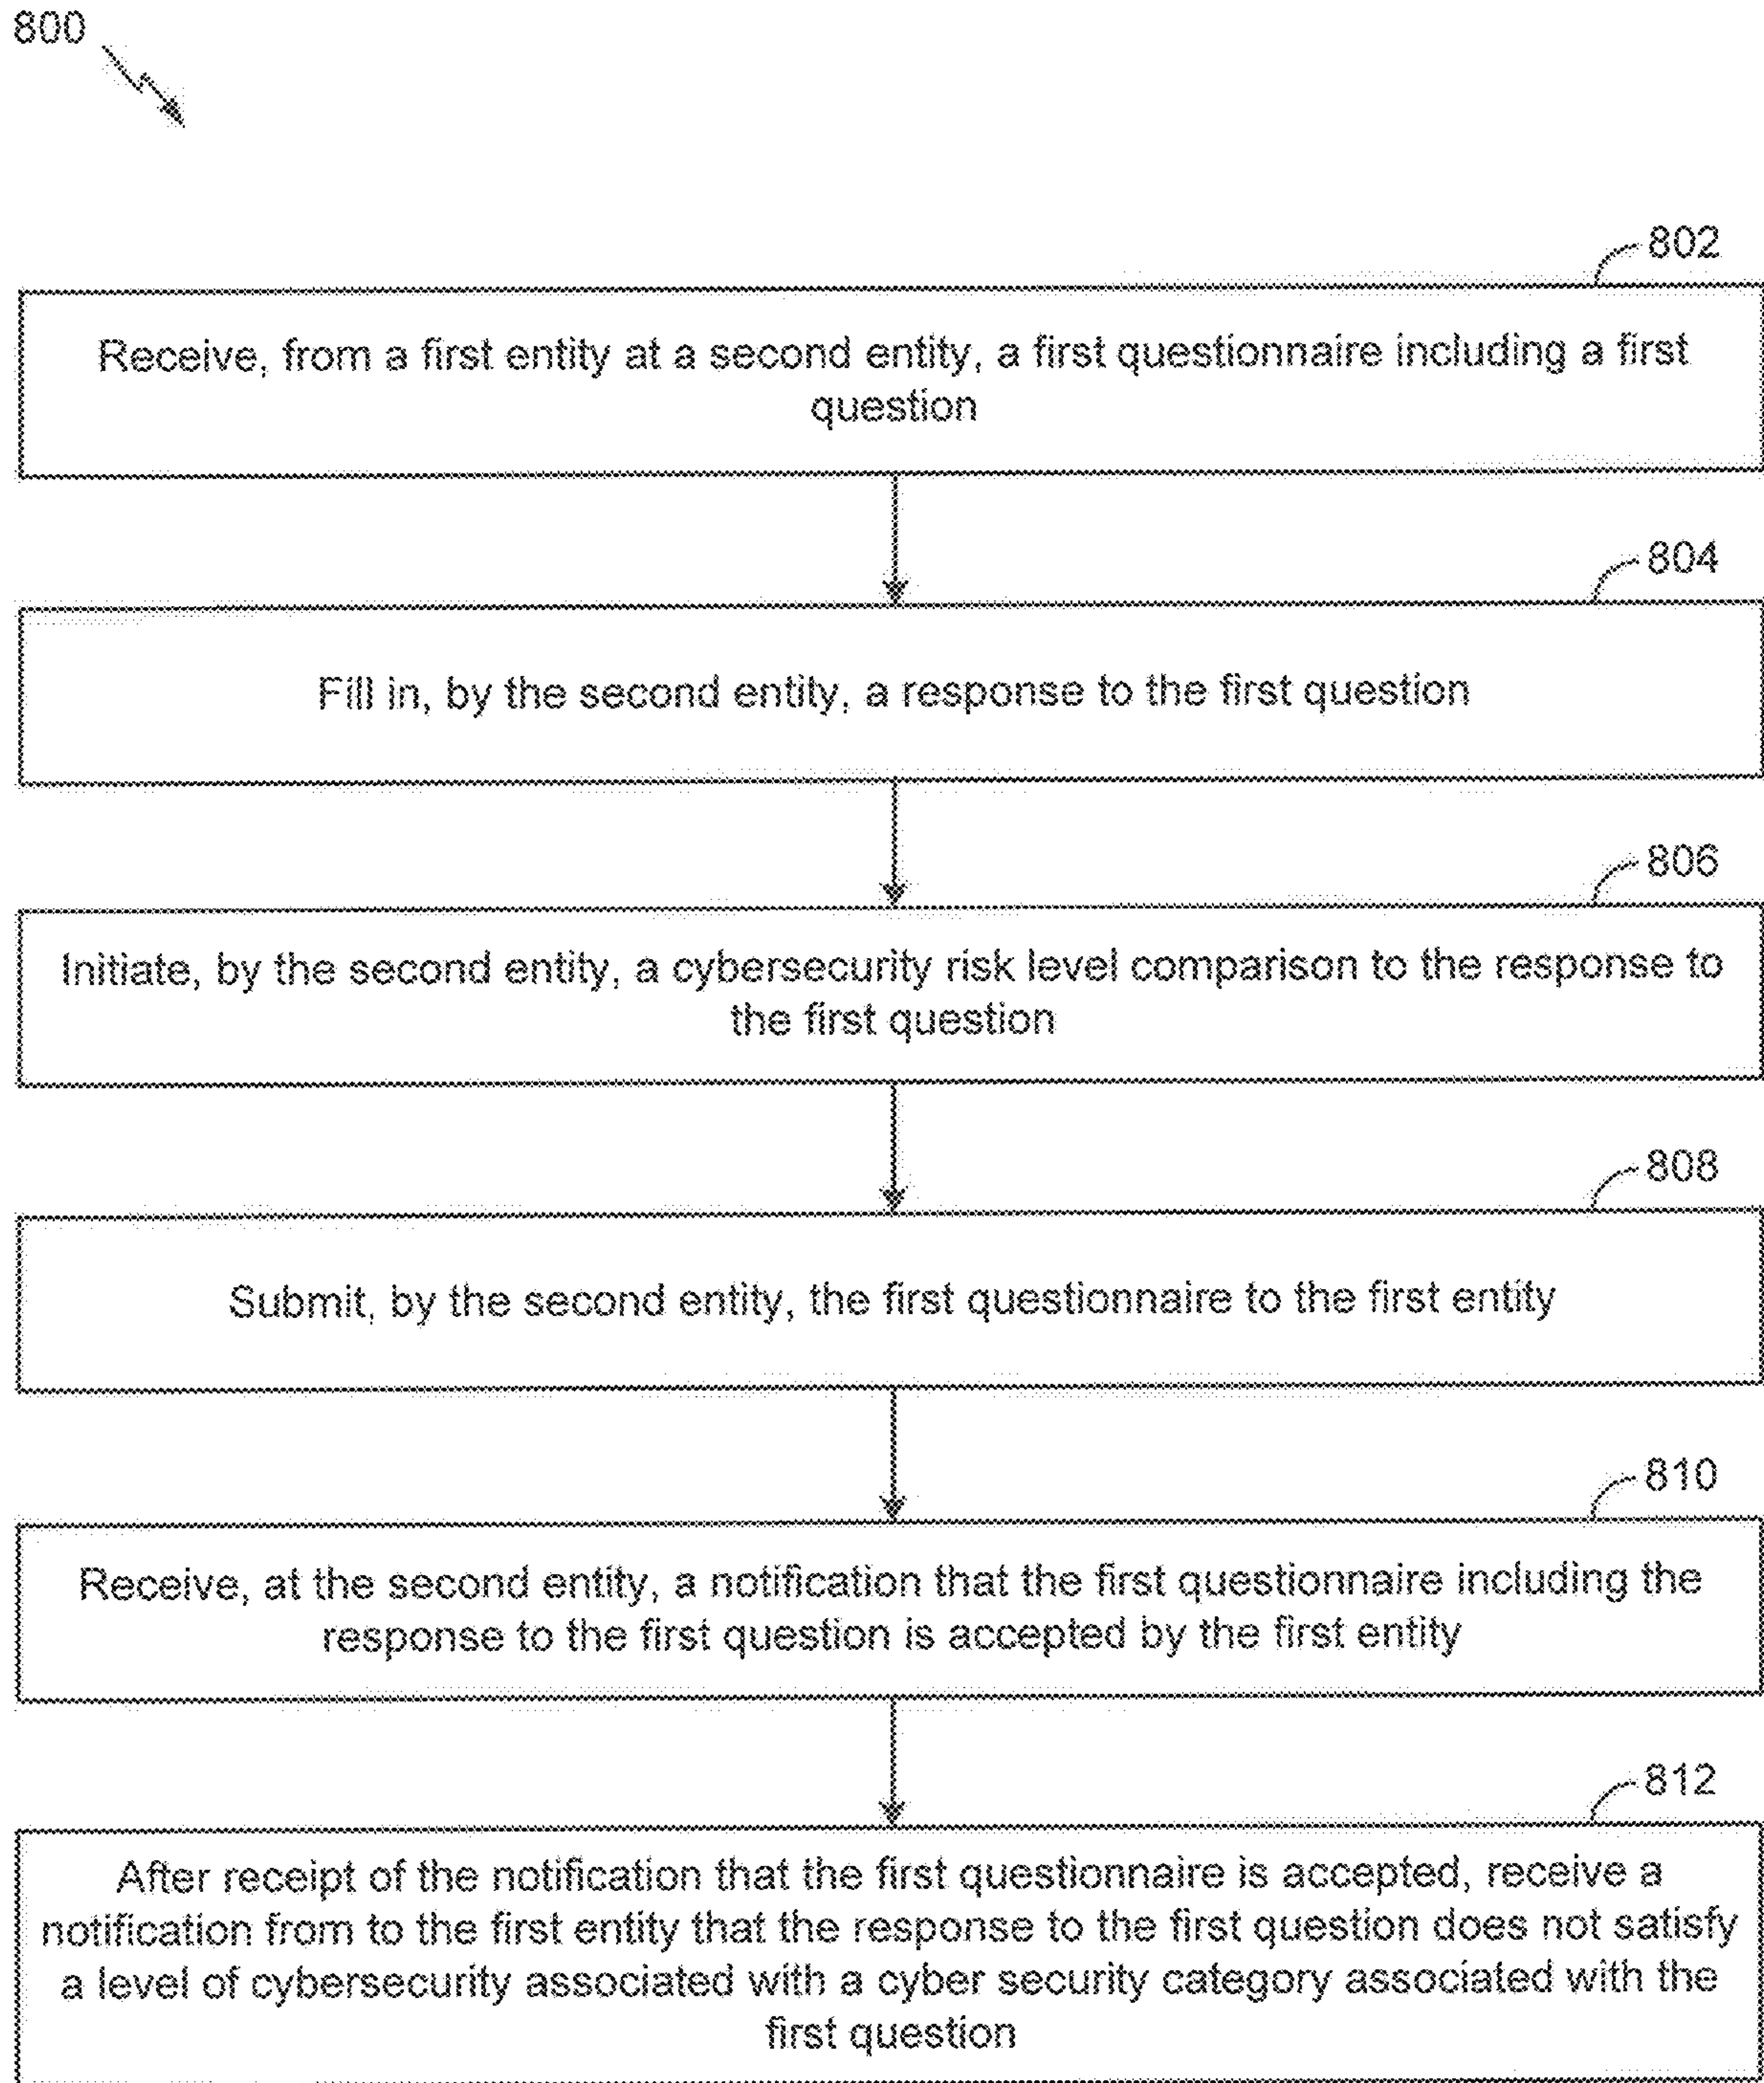 800
802
Receive, from a first entity at a second entity, a first questionnaire including a first
question
804
Fill in, by the second entity, a response to the first question
806
Initiate, by the second entity, a cybersecurity risk level comparison to the response to
the first question
808
Submit, by the second entity, the first questionnaire to the first entity
810
Receive, at the second entity, a notification that the first questionnaire including the
response to the first question is accepted by the first entity
812
After receipt of the notification that the first questionnaire is accepted, receive a
notification from to the first entity that the response to the first question does not satisfy
a level of cybersecurity associated with a cyber security category associated with the
first question